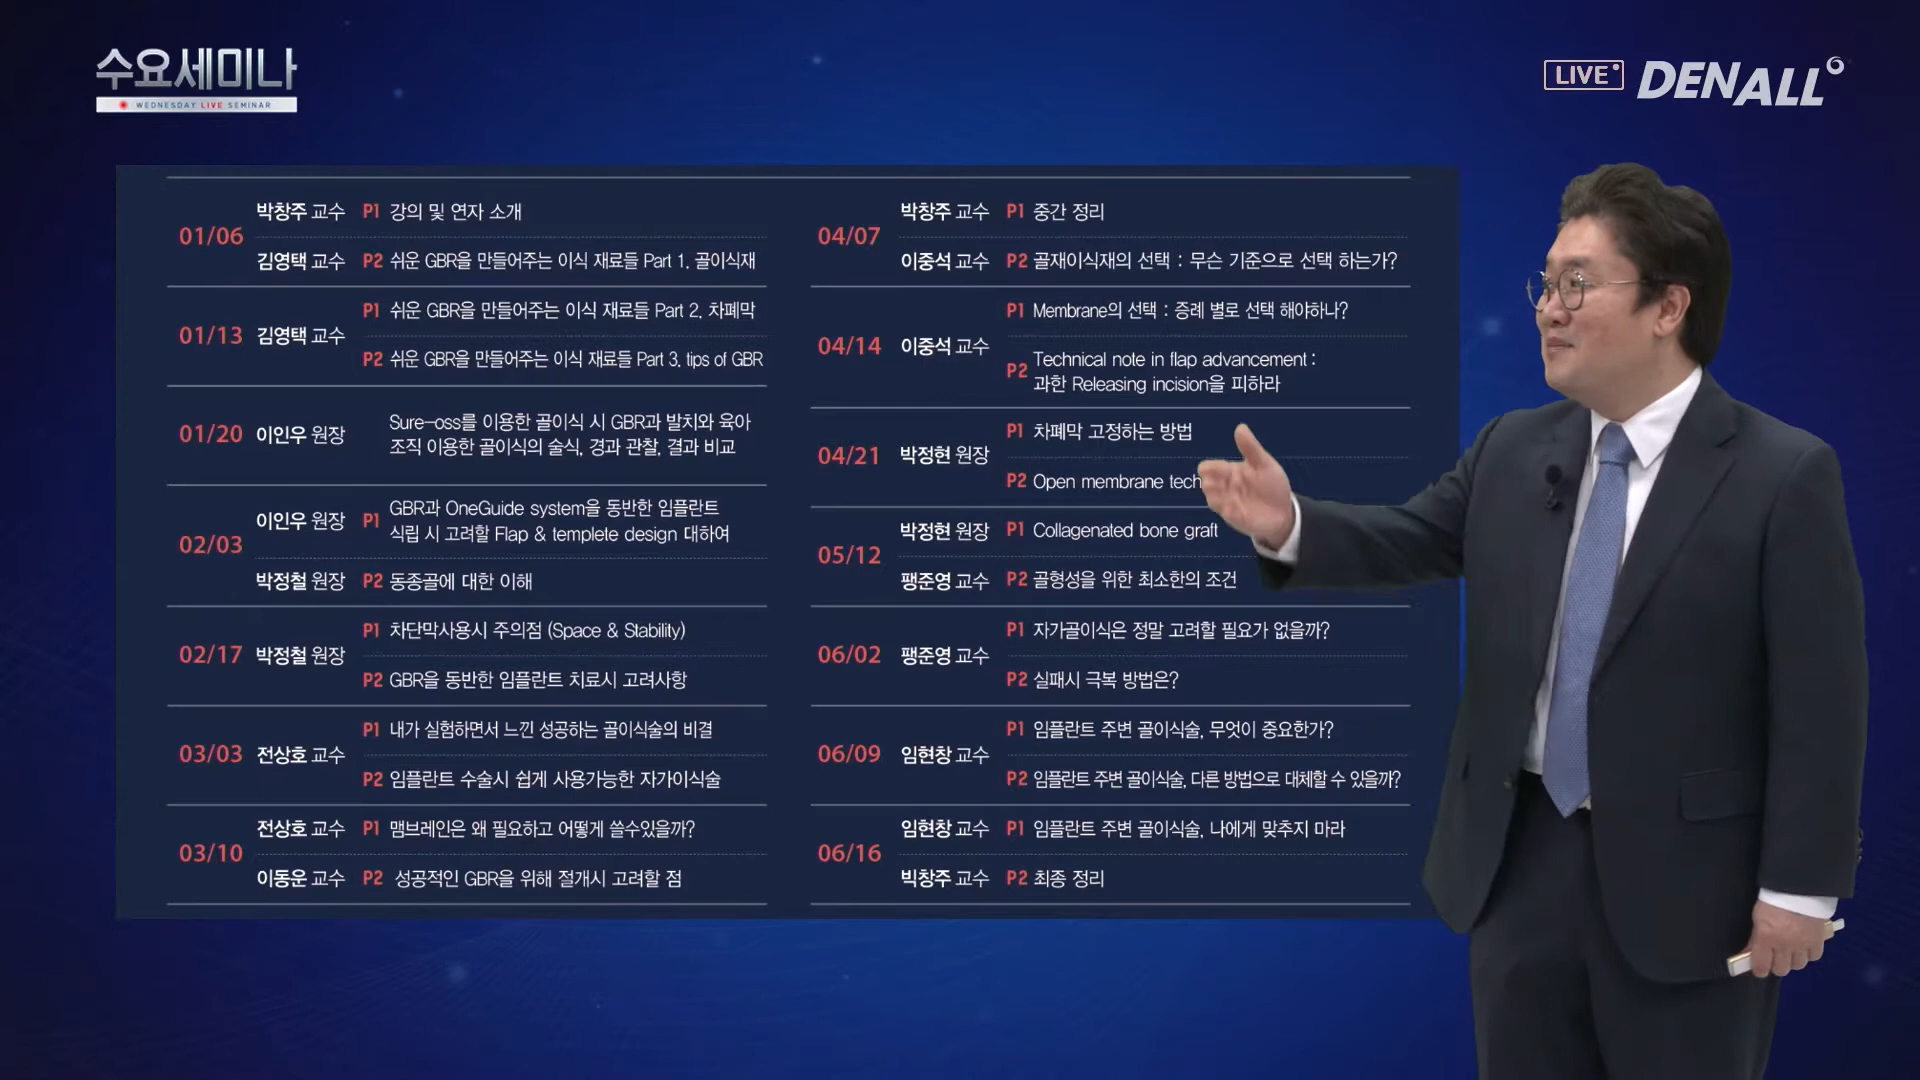 수요세미나
WEDNESDAY LIVE SEMINAR
LIVE DENALL
01/06
박창주 교수 P1 강의 및 연자 소개
김영택 교수 P2 쉬운 GBR을 만들어주는 이식 재료들 Part 1. 골이식재
01/13 김영택 교수
P1 쉬운 GBR을 만들어주는 이식 재료들 Part 2. 차폐막
P2 쉬운 GBR을 만들어주는 이식 재료들 Part 3. tips of GBR
01/20 이인우 원장
Sure-oss를 이용한 골이식 시 GBR과 발치와 육아
조직 이용한 골이식의 술식, 경과 관찰, 결과 비교
02/03
이인우 원장 P1 GBR과 OneGuide system을 동반한 임플란트
식립 시 고려할 Flap & templete design 대하여
박정철 원장 P2 동종골에 대한 이해
02/17 박정철 원장
P1 차단막사용시 주의점 (Space & Stability)
P2 GBR을 동반한 임플란트 치료시 고려사항
03/03 전상호 교수
P1 내가 실험하면서 느낀 성공하는 골이식술의 비결
P2 임플란트 수술시 쉽게 사용가능한 자가이식술
03/10
전상호 교수 P1 맴브레인은 왜 필요하고 어떻게 쓸수있을까?
이동운 교수 P2 성공적인 GBR을 위해 절개시 고려할 점
04/07
박창주 교수 P1 중간 정리
이중석 교수 P2 골재이식재의 선택 : 무슨 기준으로 선택 하는가?
04/14 이중석 교수
P1 Membrane의 선택 : 증례 별로 선택 해야하나?
P2 Technical note in flap advancement :
과한 Releasing incision을 피하라
04/21 박정현 원장
P1 차폐막 고정하는 방법
P2 Open membrane tech
05/12
박정현 원장 P1 Collagenated bone graft
팽준영 교수 P2 골형성을 위한 최소한의 조건
06/02 팽준영 교수
P1 자가골이식은 정말 고려할 필요가 없을까?
P2 실패시 극복 방법은?
06/09 임현창 교수
P1 임플란트 주변 골이식술, 무엇이 중요한가?
P2 임플란트 주변 골이식술, 다른 방법으로 대체할 수 있을까?
06/16
임현창 교수 P1 임플란트 주변 골이식술, 나에게 맞추지 마라
빅창주 교수 P2 최종 정리